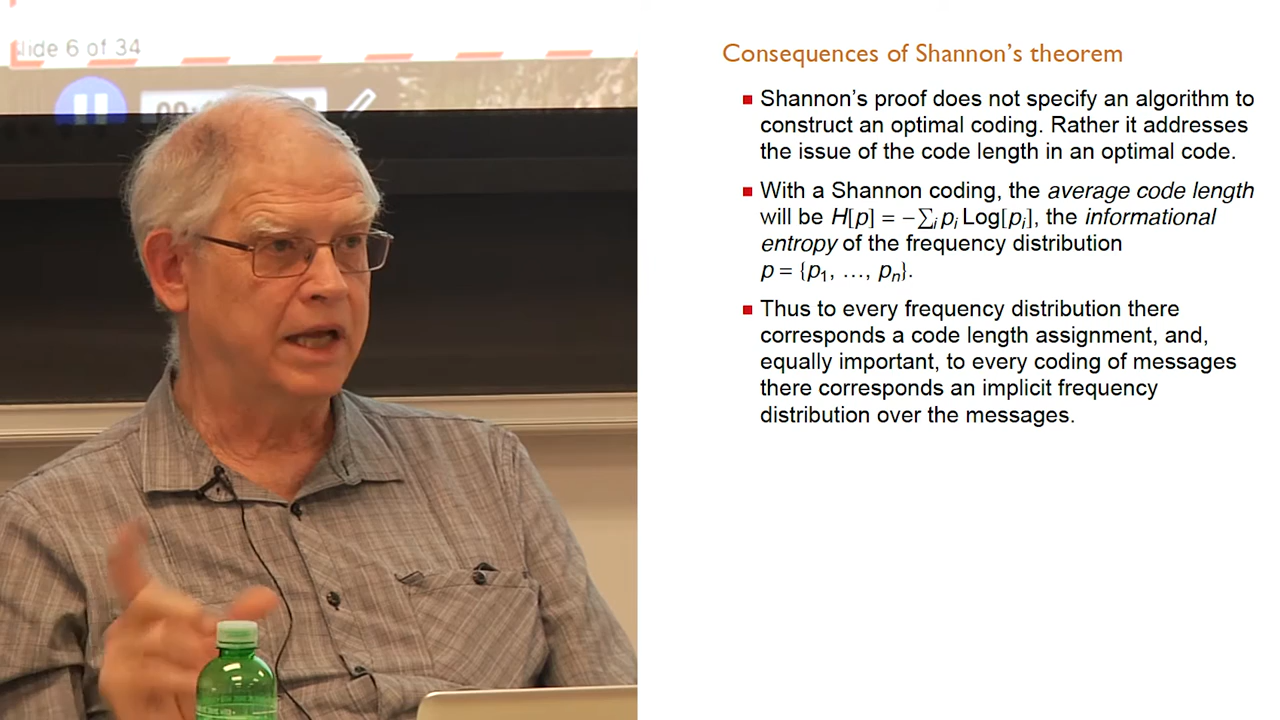 lide 6 of 34
Consequences of Shannon's theorem
■ Shannon's proof does not specify an algorithm to
construct an optimal coding. Rather it addresses
the issue of the code length in an optimal code.
■ With a Shannon coding, the average code length
will be H[p] = −∑ᵢ pᵢ Log[pᵢ], the informational
entropy of the frequency distribution
p = {p₁, …, pₙ}.
■ Thus to every frequency distribution there
corresponds a code length assignment, and,
equally important, to every coding of messages
there corresponds an implicit frequency
distribution over the messages.